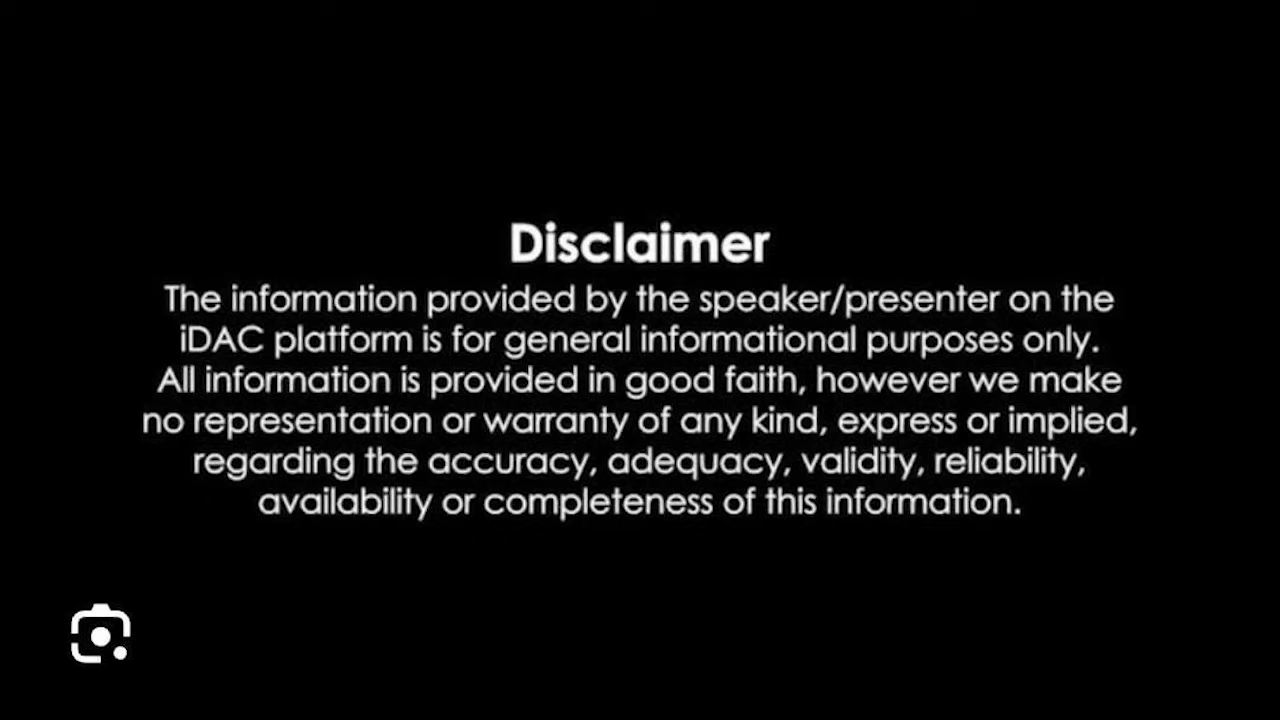 Disclaimer
The information provided by the speaker/presenter on the
iDAC platform is for general informational purposes only.
All information is provided in good faith, however we make
no representation or warranty of any kind, express or implied,
regarding the accuracy, adequacy, validity, reliability,
availability or completeness of this information.